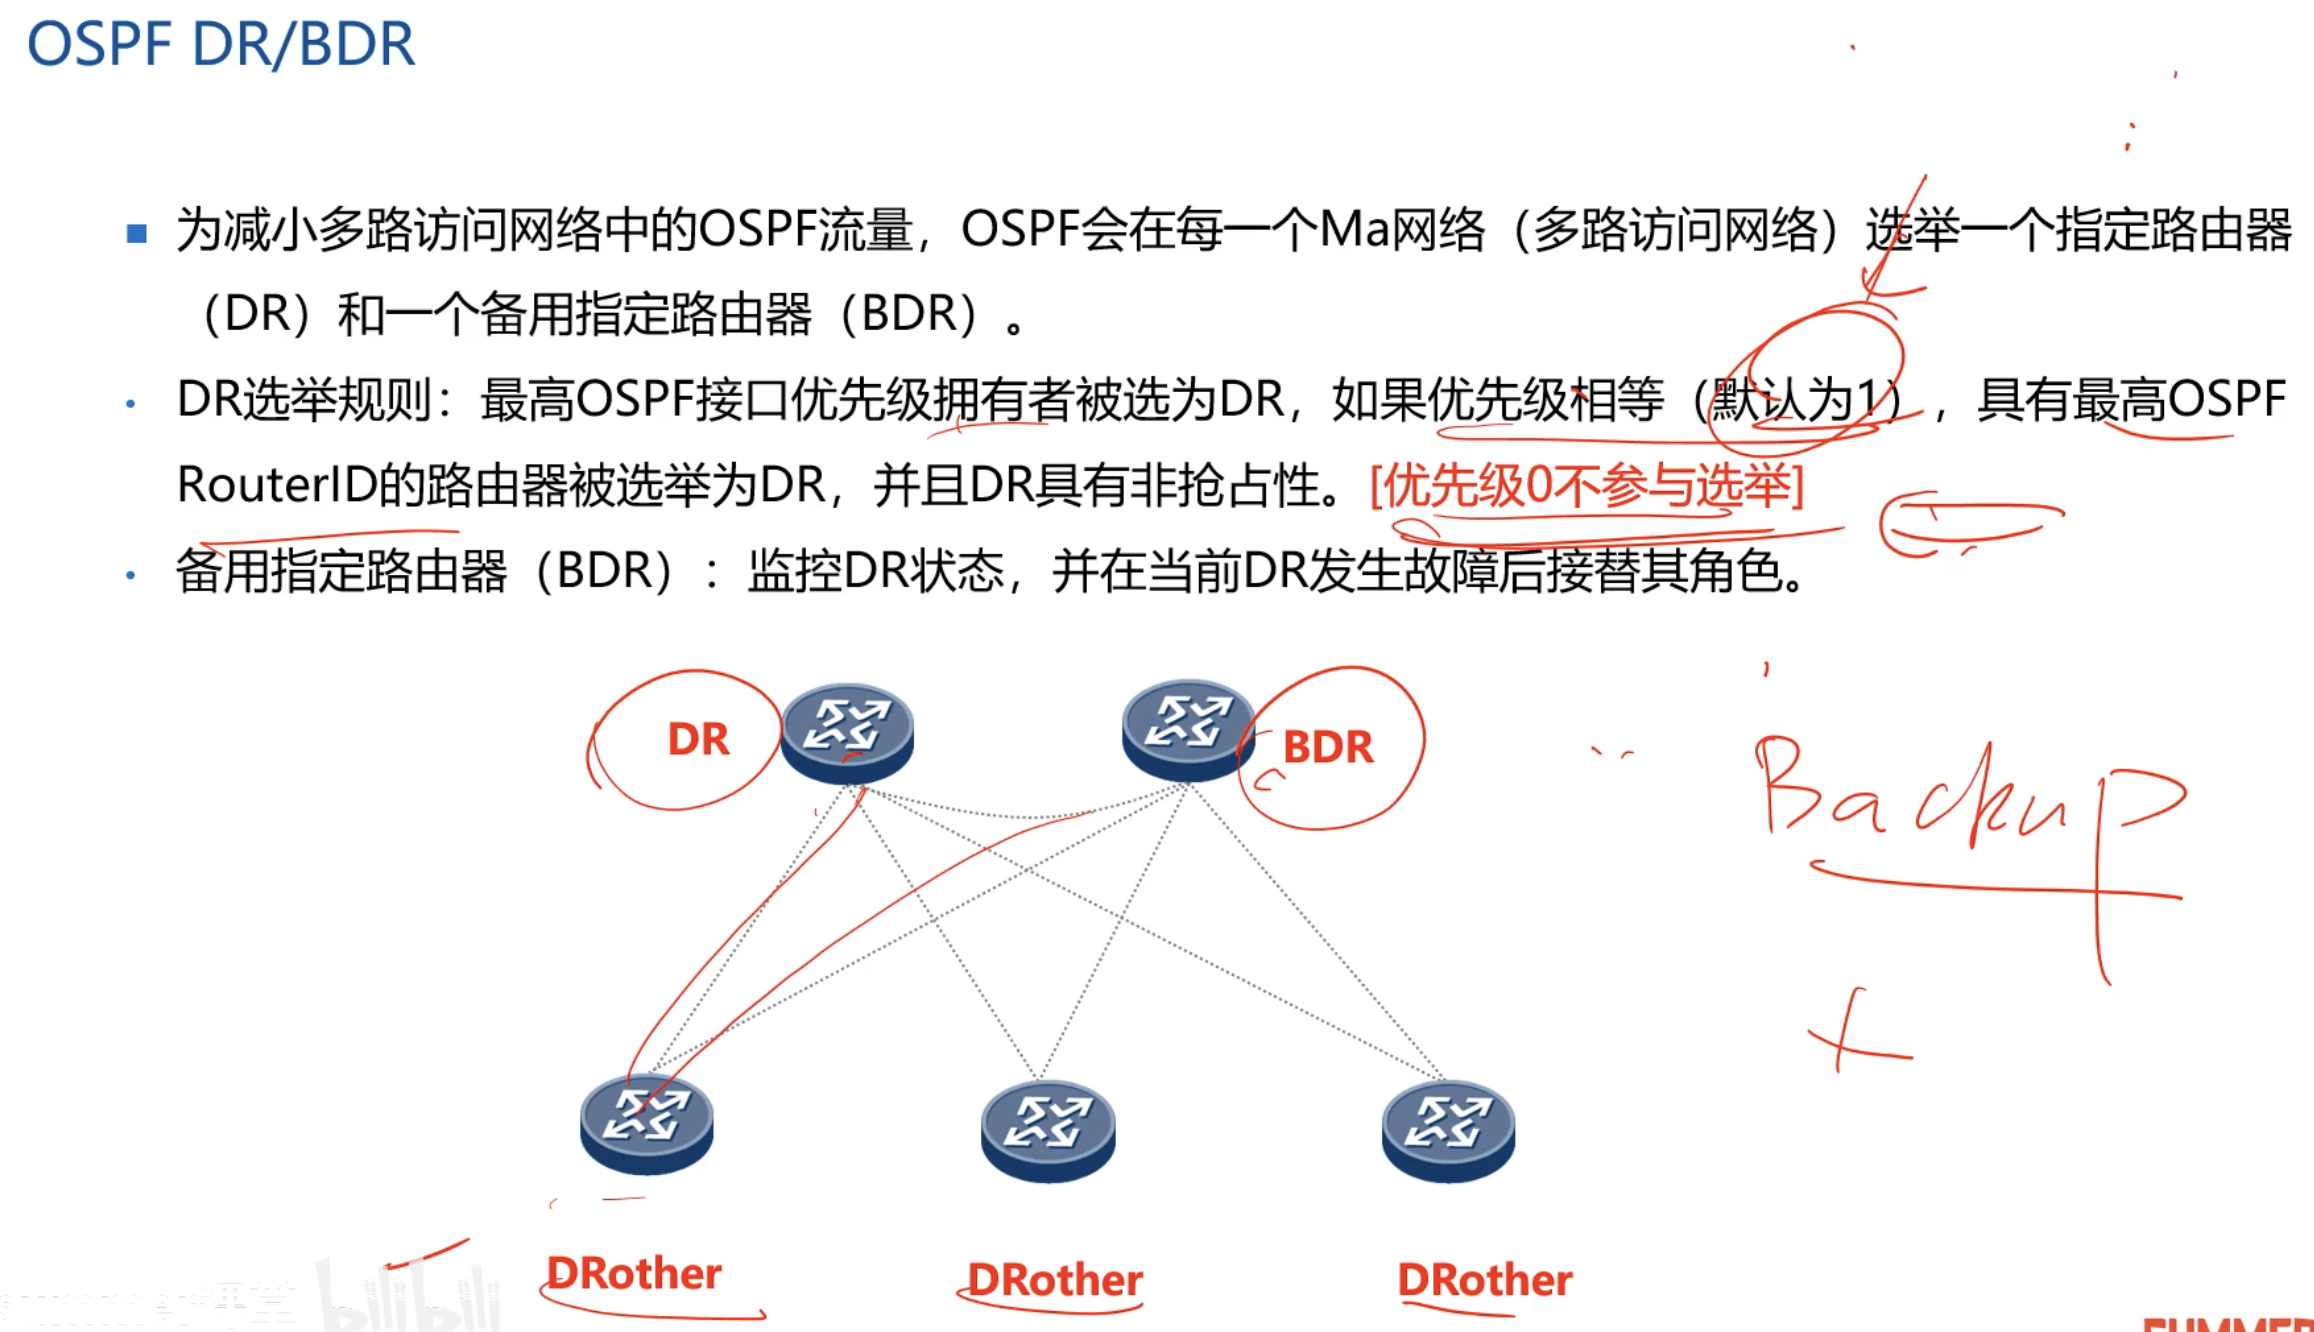 OSPF DR/BDR
为减小多路访问网络中的OSPF流量，OSPF会在每一个Ma网络（多路访问网络）选举一个指定路由器
（DR）和一个备用指定路由器（BDR）。
DR选举规则：最高OSPF接口优先级拥有者被选为DR，如果优先级相等（默认为1），具有最高OSPF
RouterID的路由器被选举为DR，并且DR具有非抢占性。[优先级0不参与选举]
备用指定路由器（BDR）：监控DR状态，并在当前DR发生故障后接替其角色。
DR
BDR
Backup
DRother
DRother
DRother
课堂 bilibili